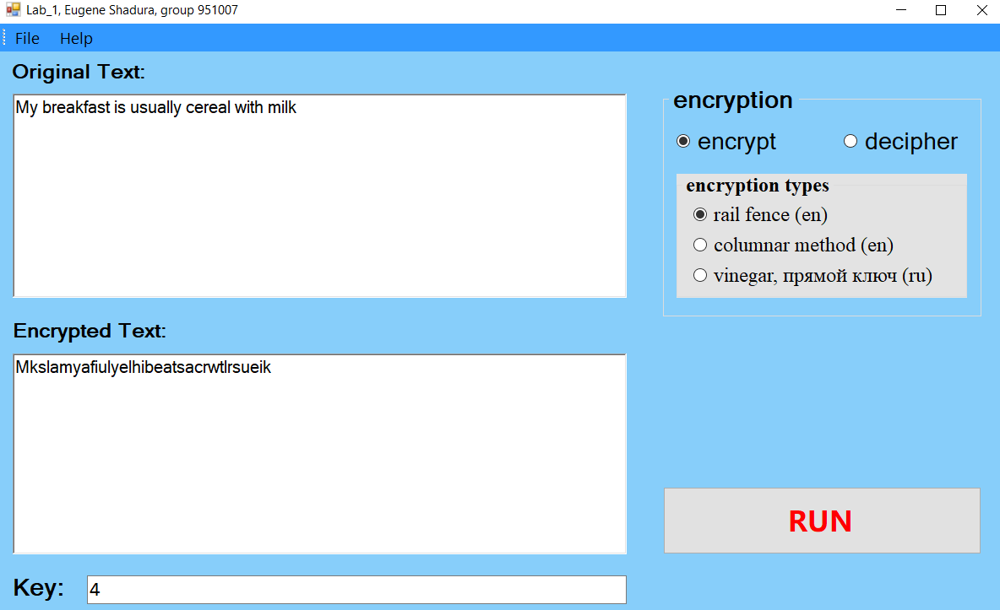 Lab_1, Eugene Shadura, group 951007
File Help
Original Text:
My breakfast is usually cereal with milk
encryption
encrypt decipher
encryption types
rail fence (en)
columnar method (en)
vinegar, прямой ключ (ru)
Encrypted Text:
Mkslamyafiulyelhibeatsacrwtlrsueik
RUN
Key: 4